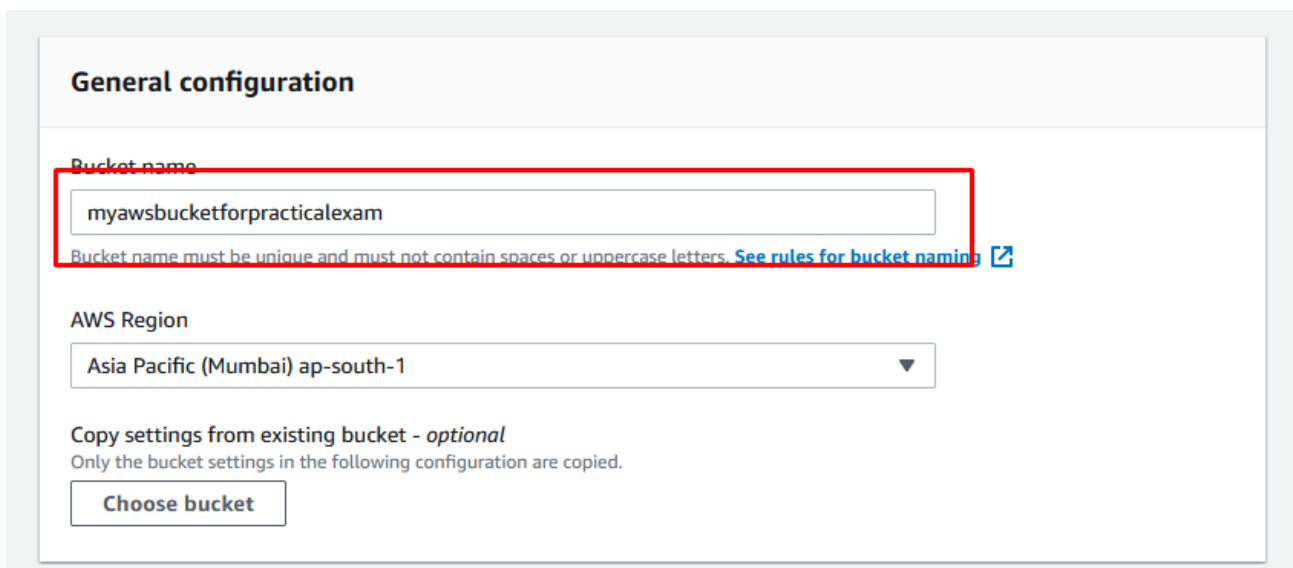 General configuration
Bucket name
myawsbucketforpracticalexam
Bucket name must be unique and must not contain spaces or uppercase letters. See rules for bucket naming
AWS Region
Asia Pacific (Mumbai) ap-south-1
Copy settings from existing bucket - optional
Only the bucket settings in the following configuration are copied.
Choose bucket